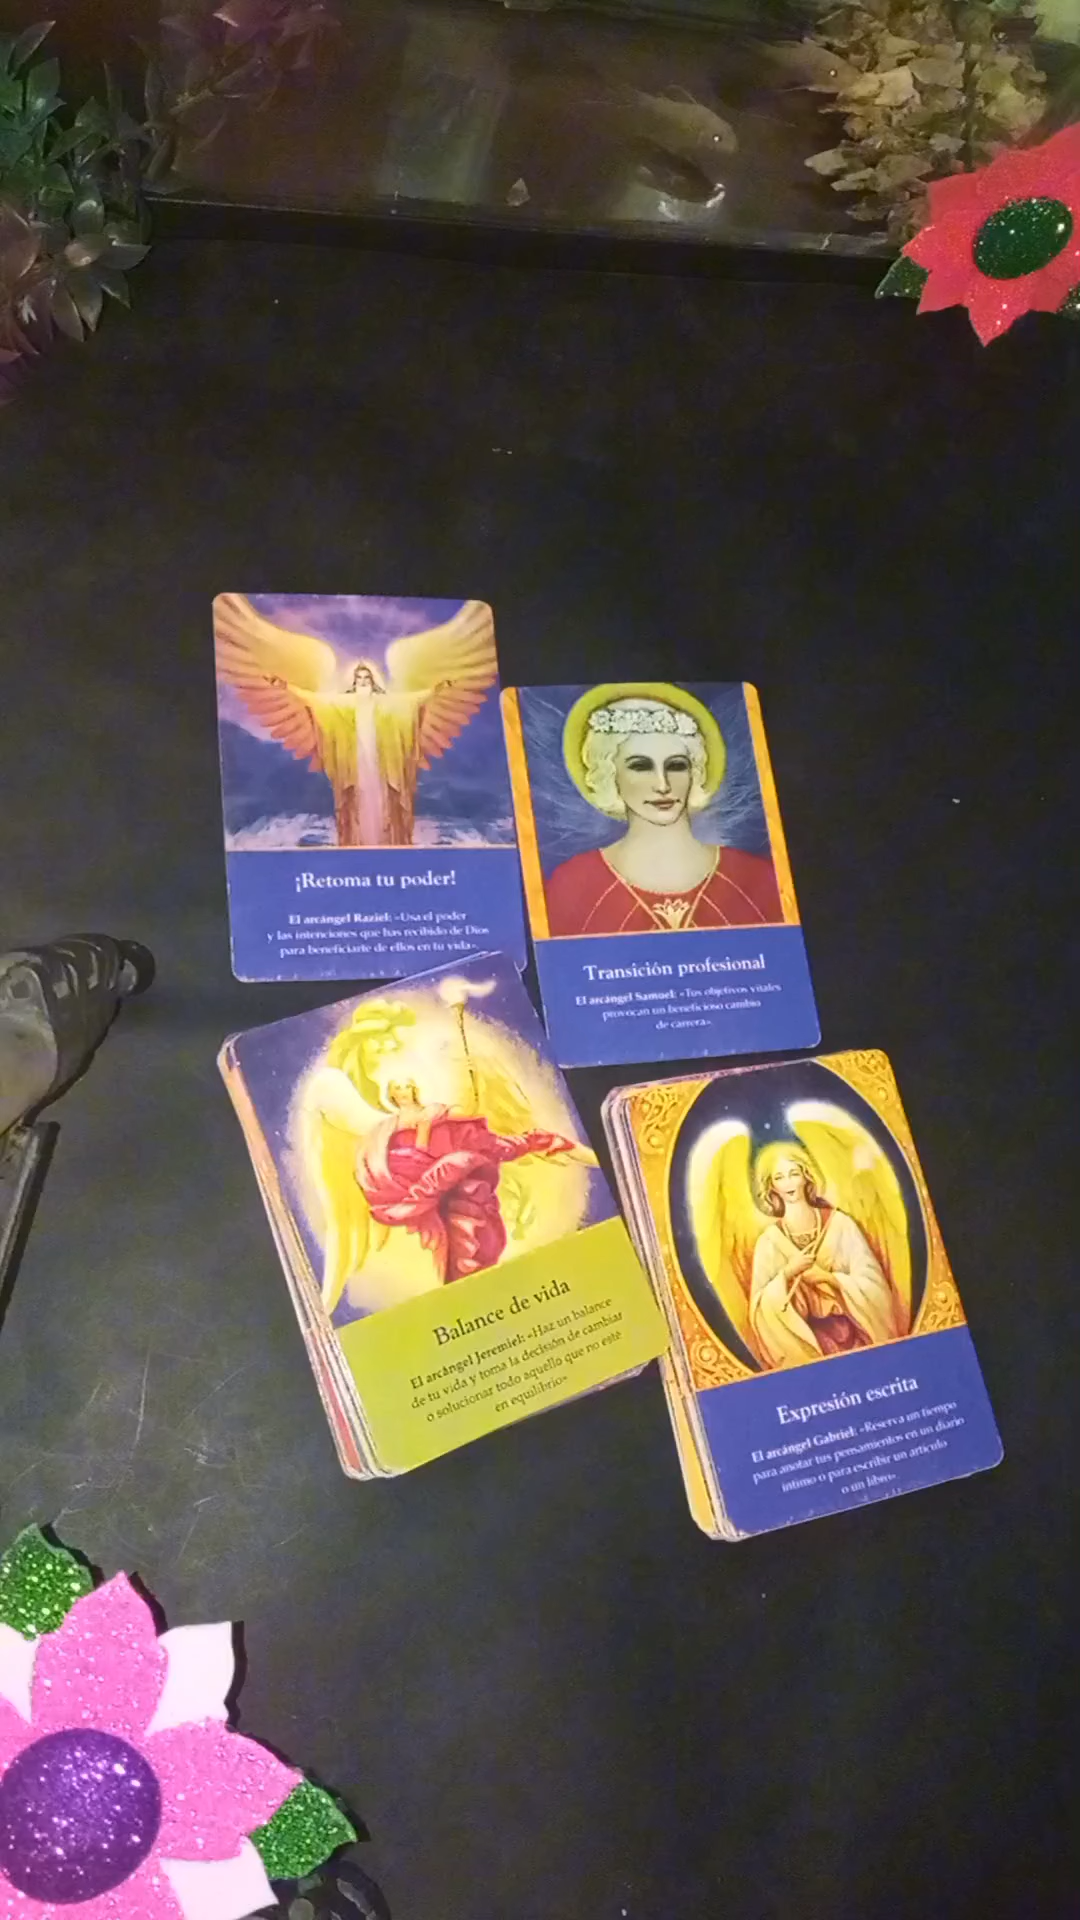 ¡Retoma tu poder!
El arcángel Raziel: «Usa el poder
y las intenciones que has recibido de Dios
para beneficiarte de ellos en tu vida».
Transición profesional
El arcángel Samuel: «Tus objetivos vitales
provocan un beneficioso cambio
de carrera»
Balance de vida
El arcángel Jeremiel: «Haz un balance
de tu vida y toma la decisión de cambiar
o solucionar todo aquello que no esté
en equilibrio»
Expresión escrita
El arcángel Gabriel: «Reserva un tiempo
para anotar tus pensamientos en un diario
íntimo o para escribir un artículo
o un libro».